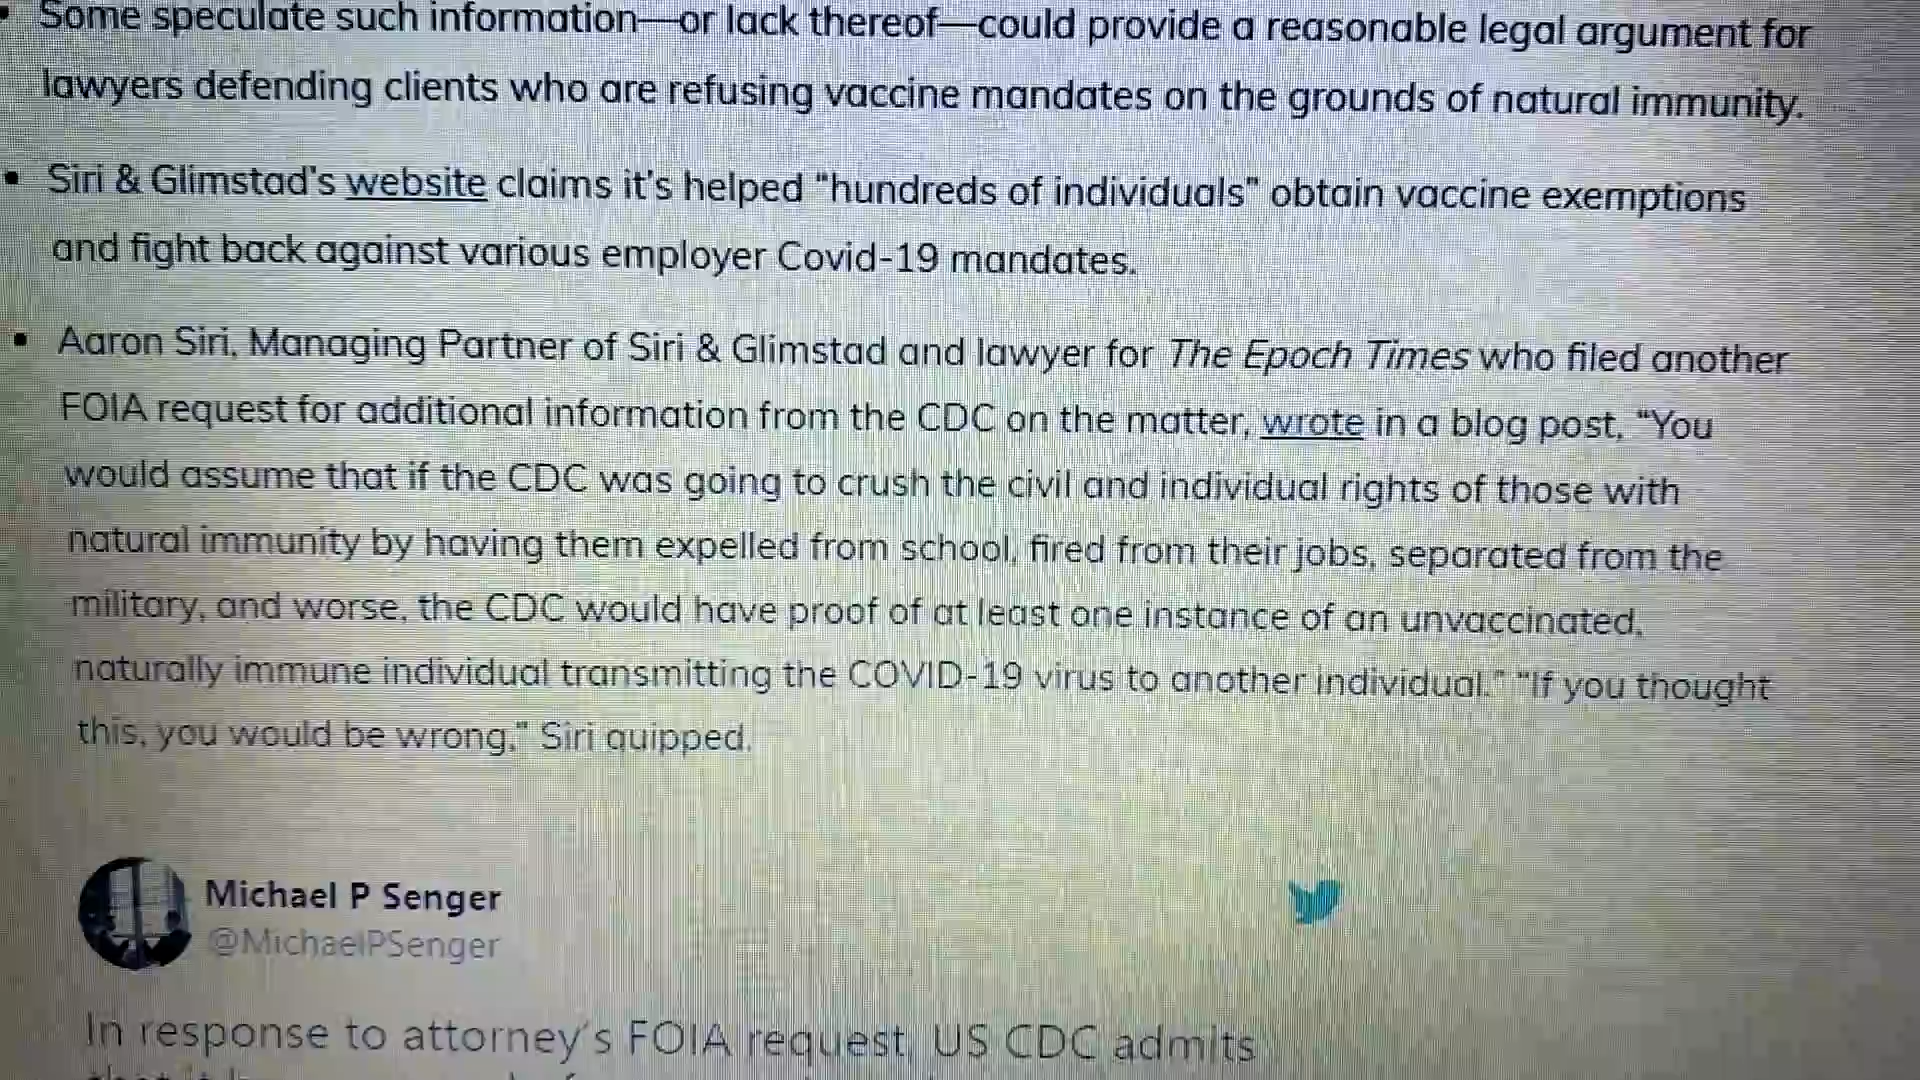 Some speculate such information—or lack thereof—could provide a reasonable legal argument for
lawyers defending clients who are refusing vaccine mandates on the grounds of natural immunity.
Siri & Glimstad's website claims it's helped "hundreds of individuals" obtain vaccine exemptions
and fight back against various employer Covid-19 mandates.
Aaron Siri, Managing Partner of Siri & Glimstad and lawyer for The Epoch Times who filed another
FOIA request for additional information from the CDC on the matter, wrote in a blog post, "You
would assume that if the CDC was going to crush the civil and individual rights of those with
natural immunity by having them expelled from school, fired from their jobs, separated from the
military, and worse, the CDC would have proof of at least one instance of an unvaccinated,
naturally immune individual transmitting the COVID-19 virus to another individual." "If you thought
this, you would be wrong," Siri quipped.
Michael P Senger
@MichaelPSenger
In response to attorney's FOIA request, US CDC admits